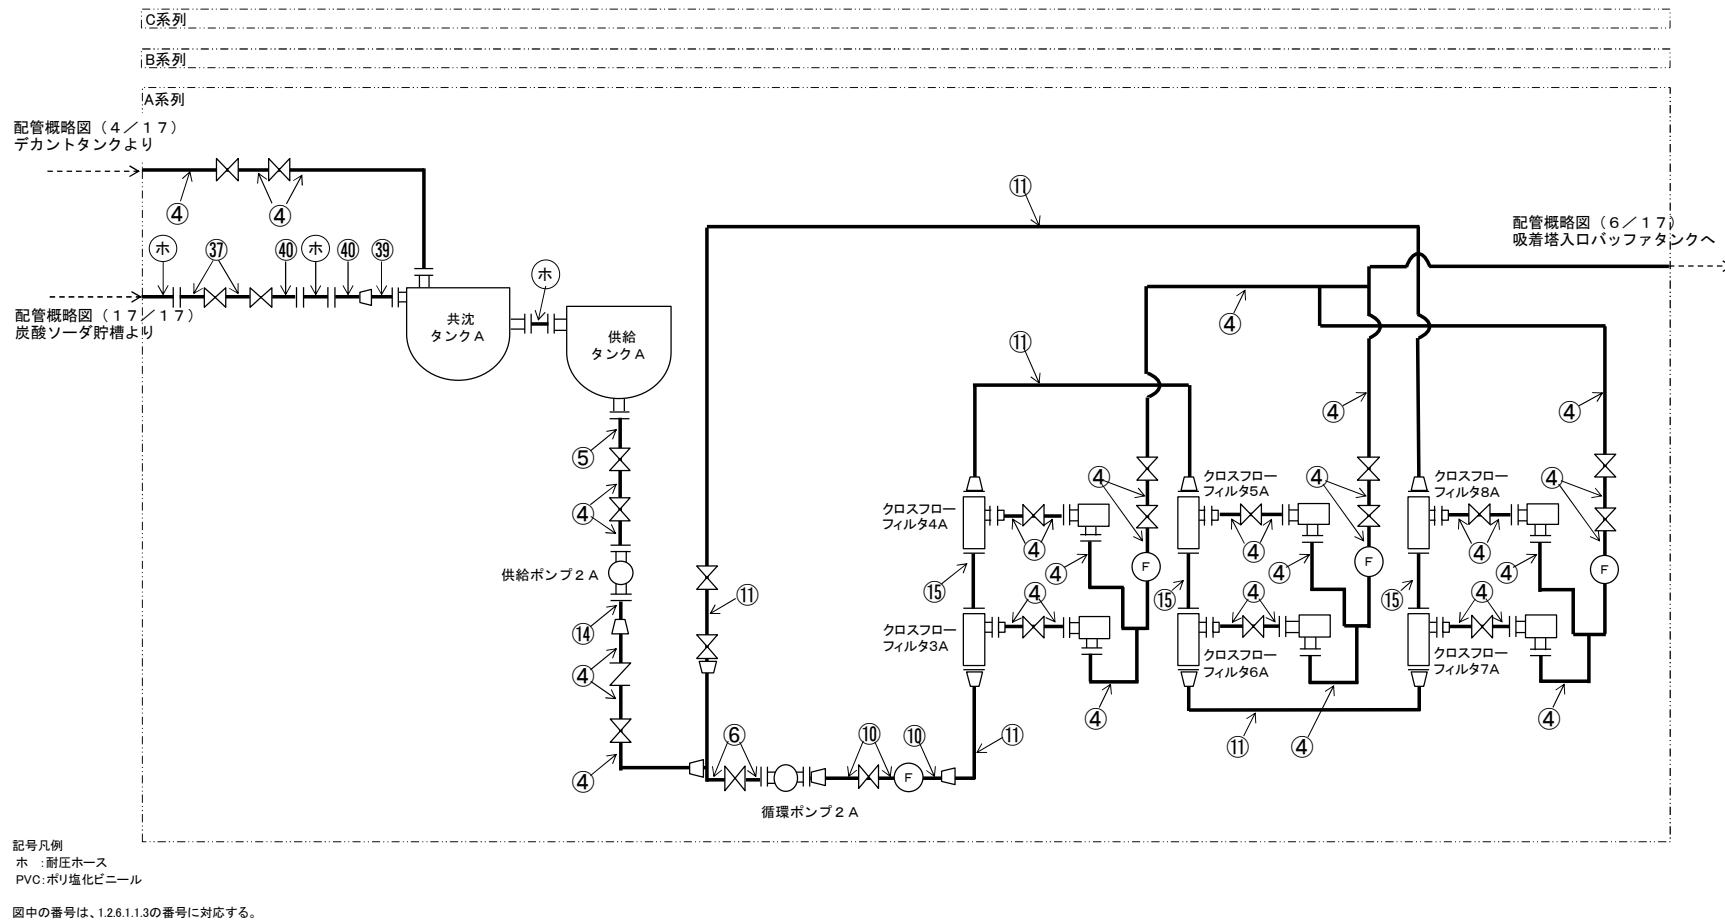 C系列
B系列
A系列
配管概略図（４／１７）
デカントタンクより
④
④
ホ
㊲
㊵
ホ
㊵
㊴
配管概略図（１７／１７）
炭酸ソーダ貯槽より
共沈
タンクＡ
ホ
供給
タンクＡ
⑤
④
供給ポンプ２Ａ
⑭
④
④
⑪
⑪
⑪
配管概略図（６／１７）
吸着塔入口バッファタンクへ
④
④
④
クロスフロー
フィルタ4A
④
④
④
F
⑮
クロスフロー
フィルタ3A
④
④
クロスフロー
フィルタ5A
④
④
④
F
⑮
④
クロスフロー
フィルタ6A
④
クロスフロー
フィルタ8A
④
④
④
F
⑮
④
クロスフロー
フィルタ7A
④
⑥
⑩
F
⑩
⑪
⑪
循環ポンプ２Ａ
記号凡例
ホ ：耐圧ホース
PVC：ポリ塩化ビニール
図中の番号は、1.2.6.1.1.3の番号に対応する。